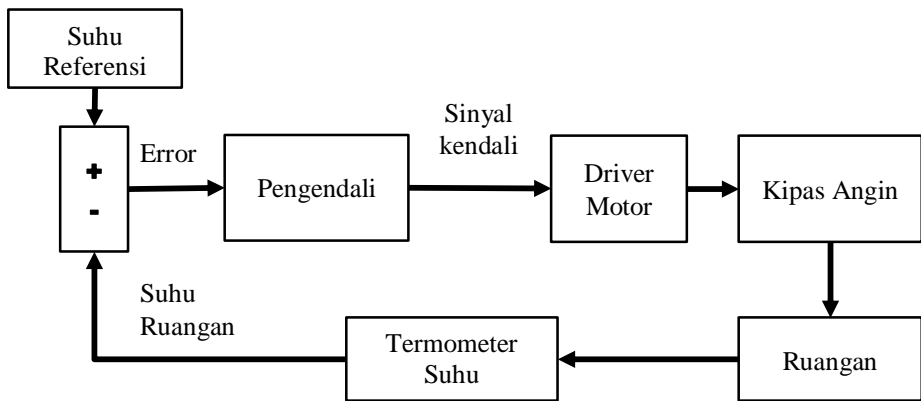 Suhu
Referensi
+
-
Error
Pengendali
Sinyal
kendali
Driver
Motor
Kipas Angin
Suhu
Ruangan
Termometer
Suhu
Ruangan